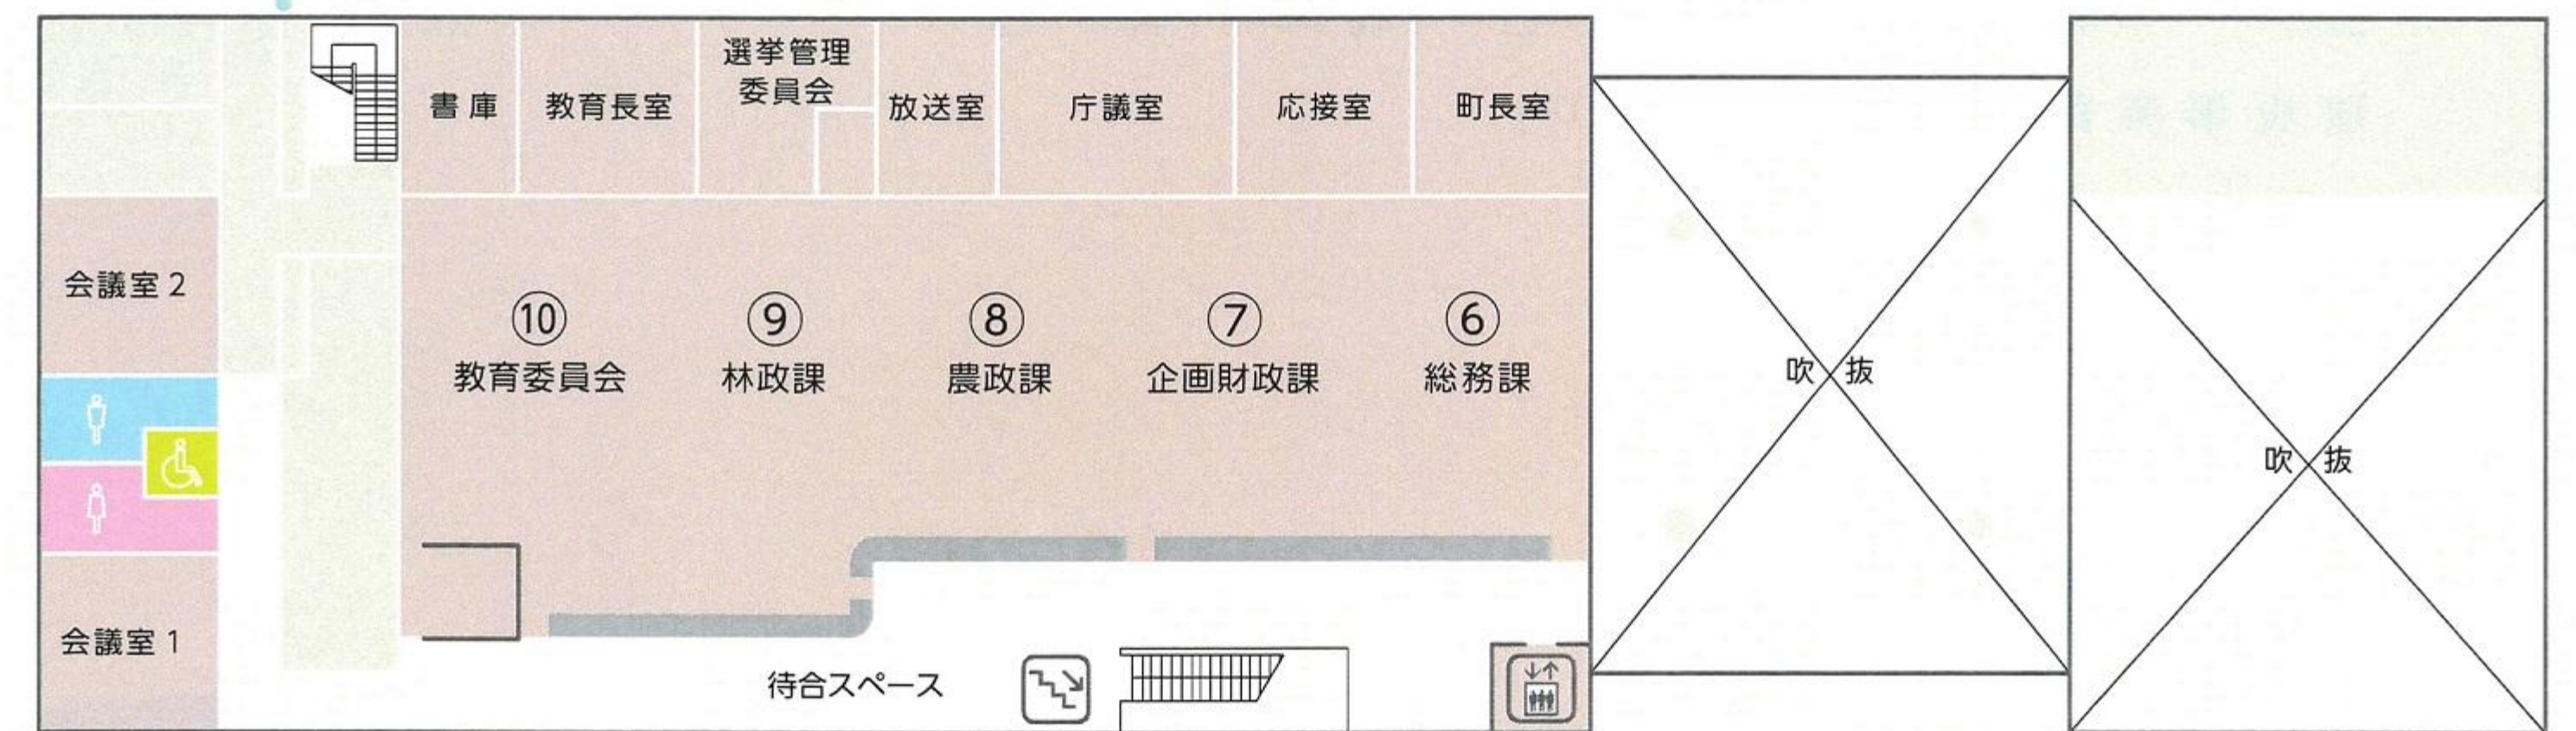 書庫
教育長室
選挙管理
委員会
放送室
庁議室
応接室
町長室
会議室2
⑩
教育委員会
⑨
林政課
⑧
農政課
⑦
企画財政課
⑥
総務課
吹抜
吹抜
会議室1
待合スペース